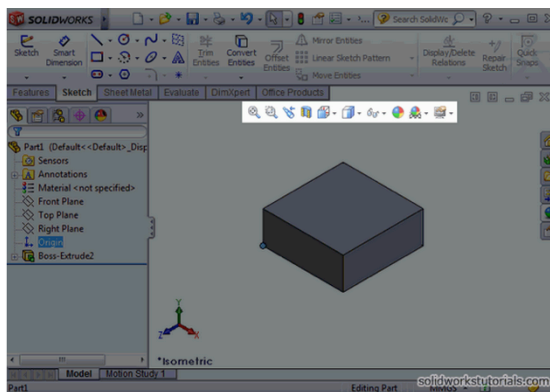 SOLIDWORKS
Search SolidWc
Sketch
Smart Dimension
Trim Entities
Convert Entities
Offset Entities
Mirror Entities
Linear Sketch Pattern
Move Entities
Display/Delete Relations
Repair Sketch
Quick Snaps
Features Sketch Sheet Metal Evaluate DimXpert Office Products
Part1 (Default<<Default>_Disp
Sensors
Annotations
Material <not specified>
Front Plane
Top Plane
Right Plane
Origin
Boss-Extrude2
Y
Z
X
*Isometric
Model Motion Study 1
Part1 Editing Part MMGS
solidworkstutorials.com